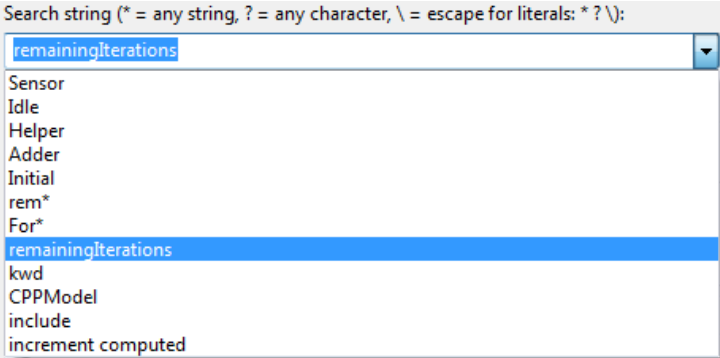 Search string (* = any string, ? = any character, \ = escape for literals: * ? \):
remainingIterations
Sensor
Idle
Helper
Adder
Initial
rem*
For*
remainingIterations
kwd
CPPModel
include
increment computed